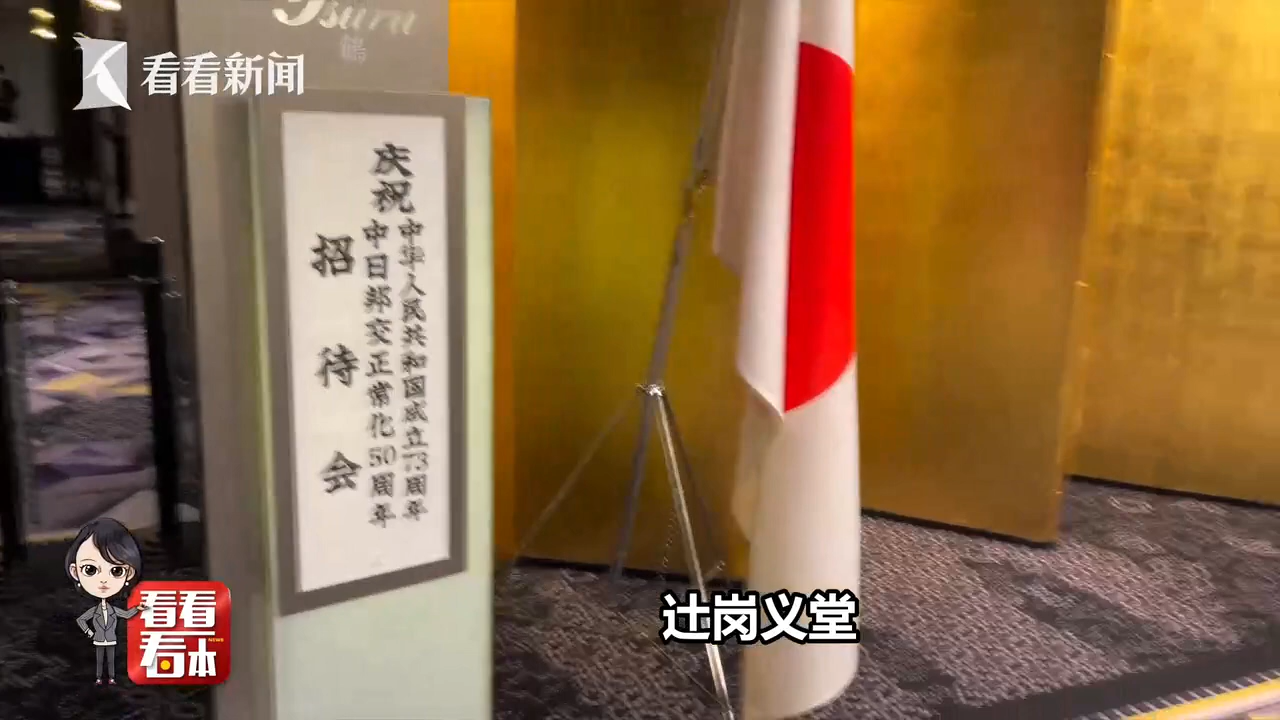 Tsuru
鶴
看看新闻
庆祝
中华人民共和国成立73周年
中日邦交正常化50周年
招待会
辻岗义堂
看看
看本
NEWS